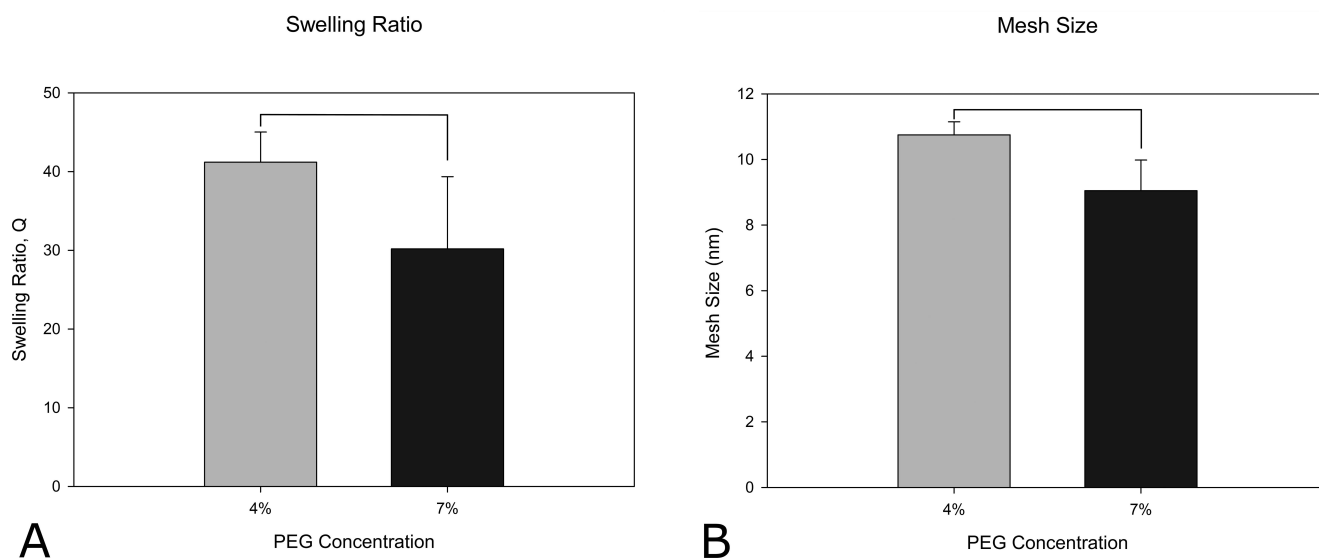 Swelling Ratio
50
40
30
20
10
0
Swelling Ratio, Q
4% 7%
PEG Concentration
A
Mesh Size
12
10
8
6
4
2
0
Mesh Size (nm)
4% 7%
PEG Concentration
B